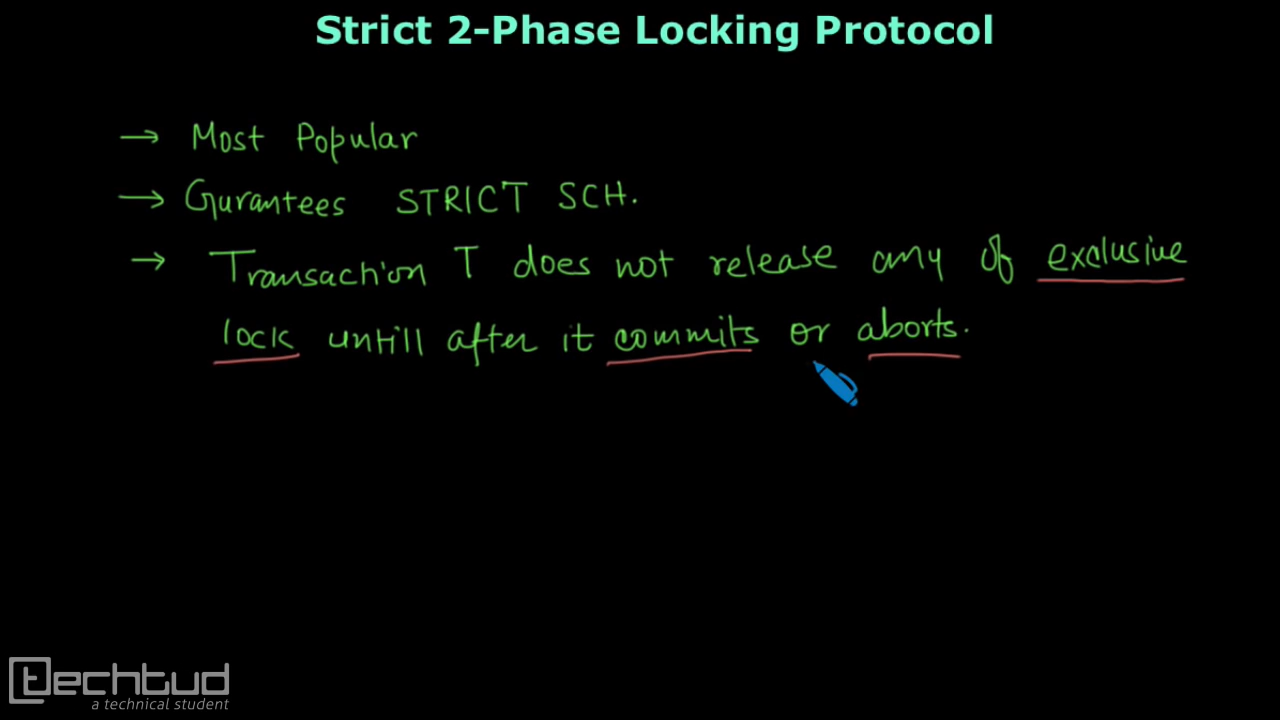 Strict 2-Phase Locking Protocol
→ Most Popular
→ Gurantees STRICT SCH.
→ Transaction T does not release any of exclusive
lock untill after it commits or aborts.
techtud
a technical student